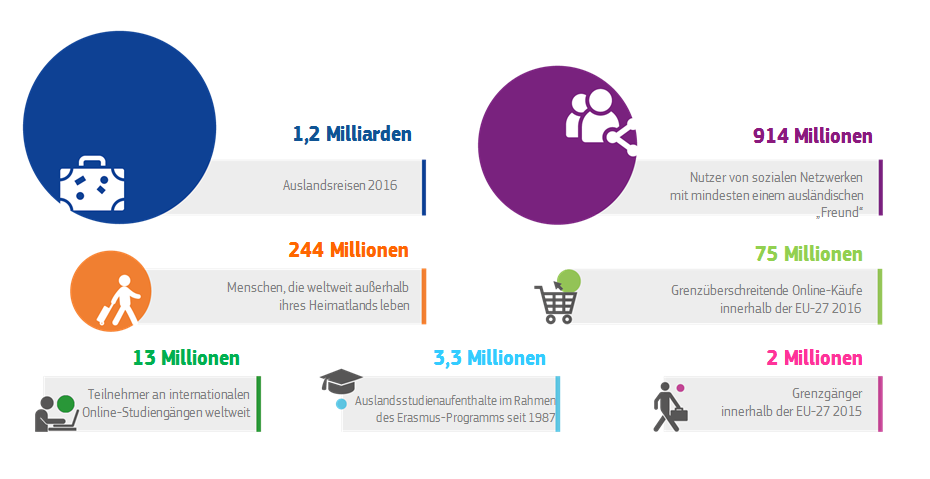 1,2 Milliarden
Auslandsreisen 2016
914 Millionen
Nutzer von sozialen Netzwerken
mit mindesten einem ausländischen
„Freund“
244 Millionen
Menschen, die weltweit außerhalb
ihres Heimatlands leben
75 Millionen
Grenzüberschreitende Online-Käufe
innerhalb der EU-27 2016
13 Millionen
Teilnehmer an internationalen
Online-Studiengängen weltweit
3,3 Millionen
Auslandsstudienaufenthalte im Rahmen
des Erasmus-Programms seit 1987
2 Millionen
Grenzgänger
innerhalb der EU-27 2015